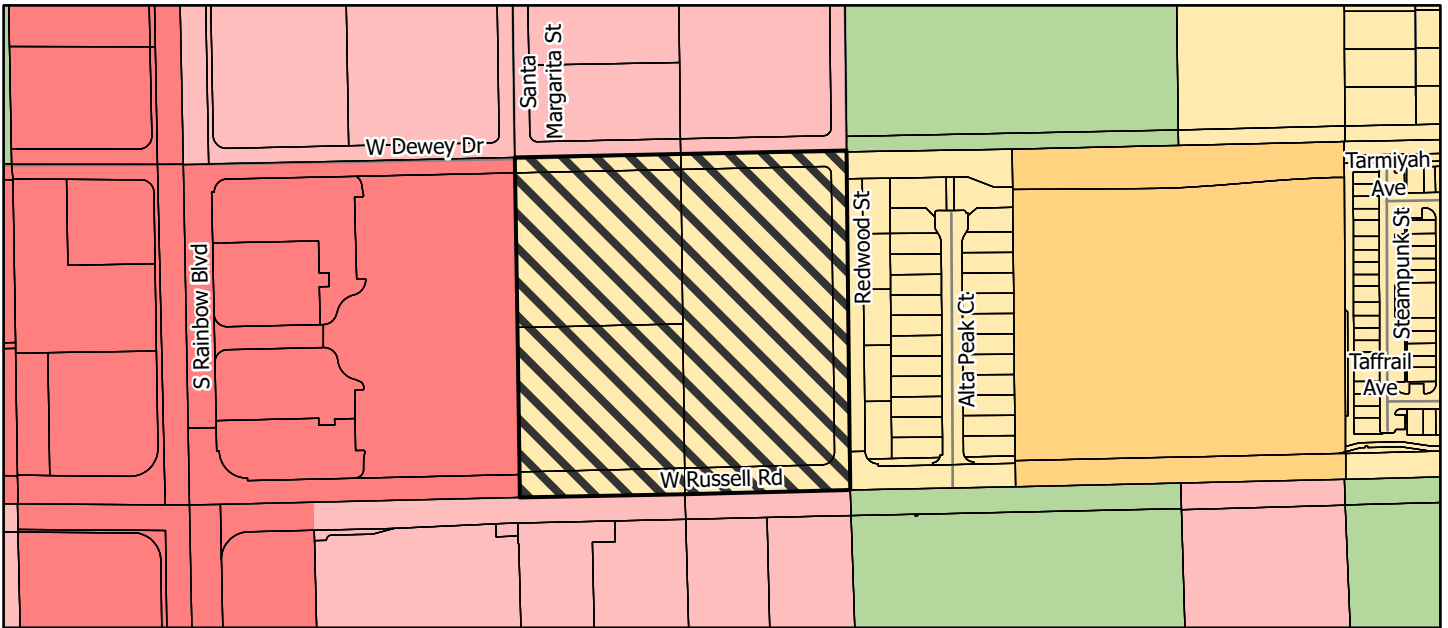 Santa
Margarita St
W Dewey Dr
Tarmiyah
Ave
S Rainbow Blvd
Redwood St
Alta Peak Ct
Steampunk St
Taffrail
Ave
W Russell Rd